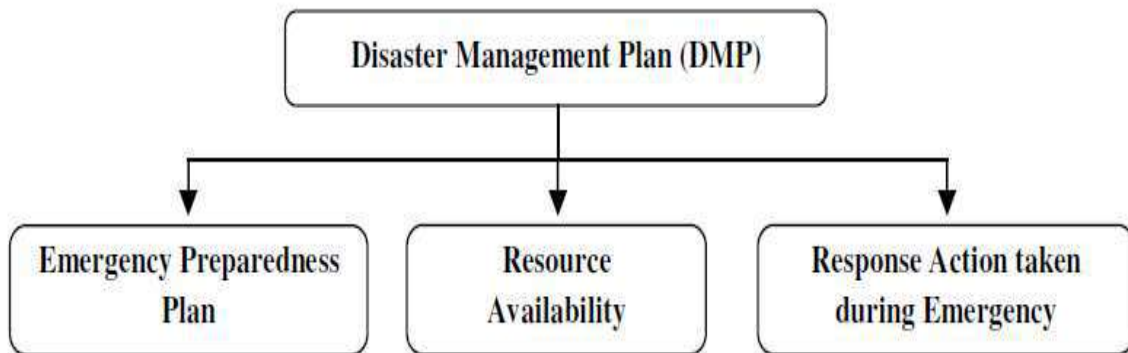 Disaster Management Plan (DMP)
Emergency Preparedness
Plan
Resource
Availability
Response Action taken
during Emergency